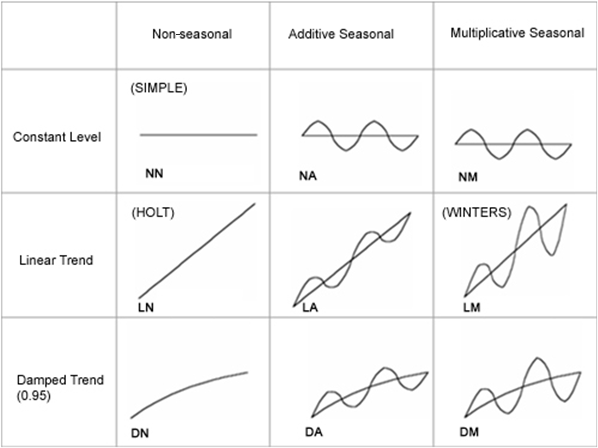 Non-seasonal Additive Seasonal Multiplicative Seasonal
Constant Level
(SIMPLE)
NN
NA
NM
Linear Trend
(HOLT)
LN
LA
(WINTERS)
LM
Damped Trend
(0.95)
DN
DA
DM